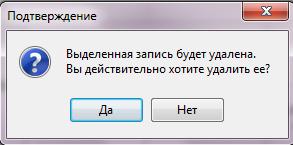 Подтверждение
Выделенная запись будет удалена.
Вы действительно хотите удалить ее?
Да
Нет